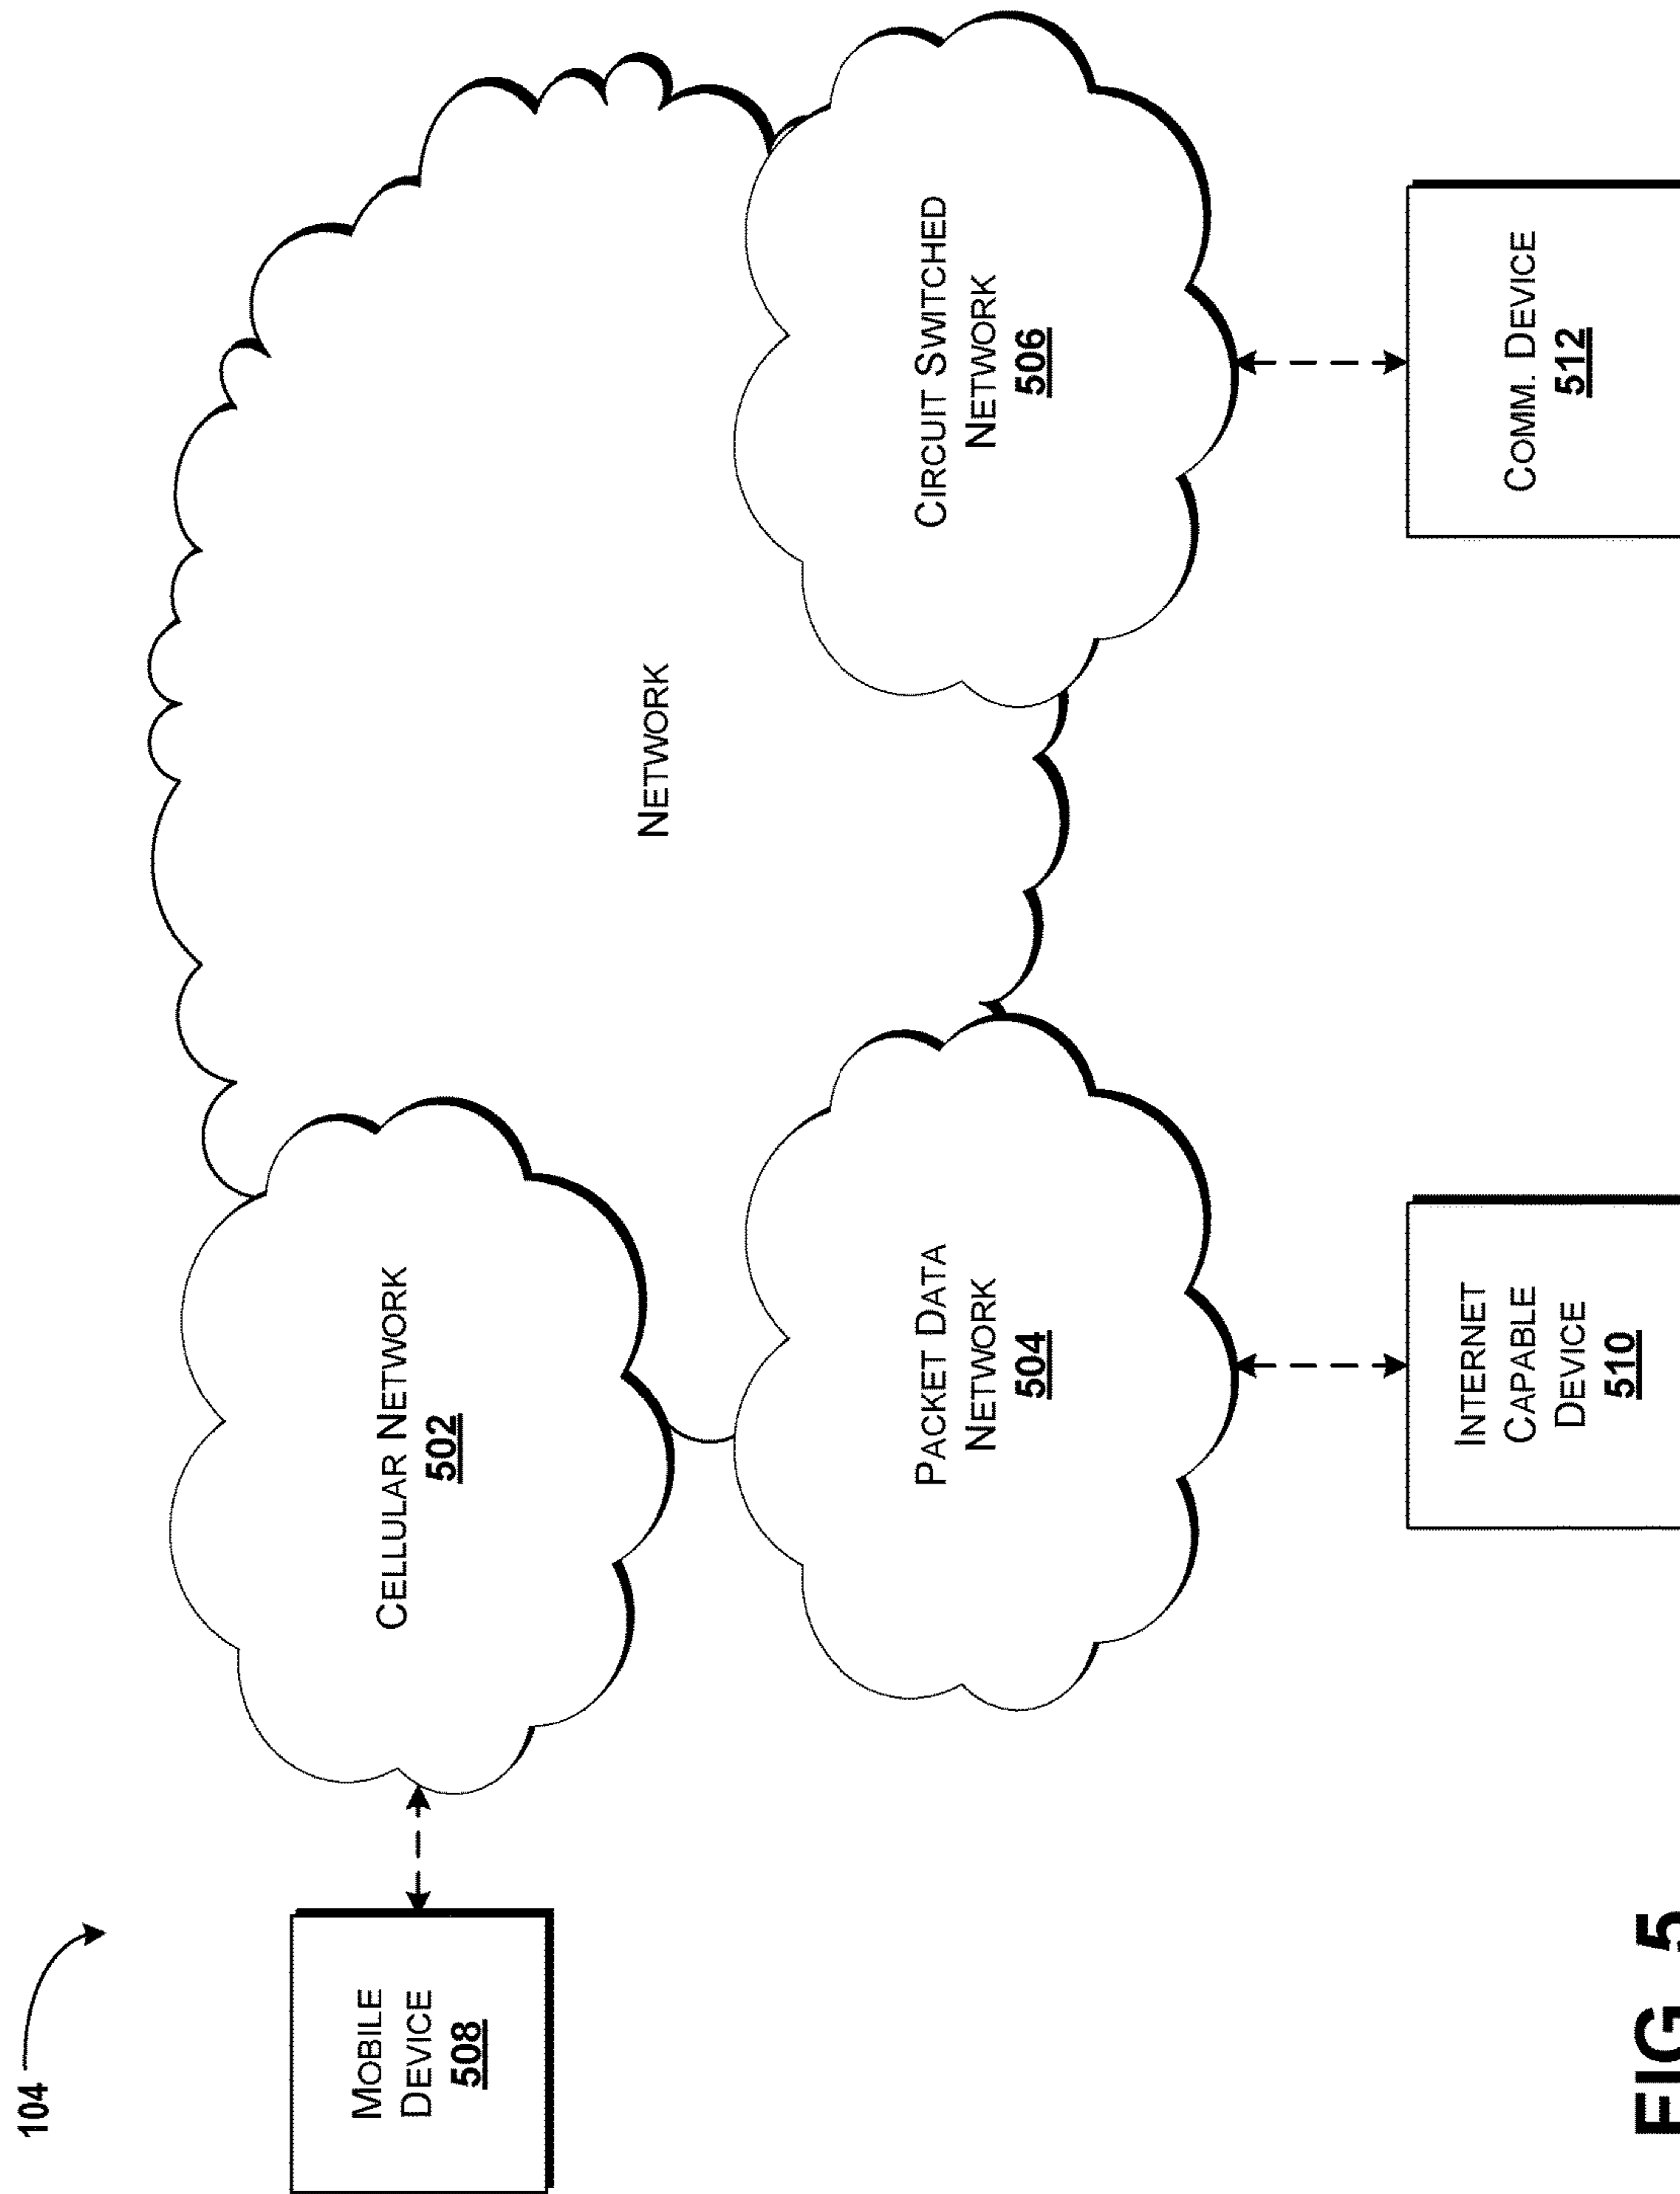 104
MOBILE
DEVICE
508
CELLULAR NETWORK
502
NETWORK
PACKET DATA
NETWORK
504
CIRCUIT SWITCHED
NETWORK
506
INTERNET
CAPABLE
DEVICE
510
COMM. DEVICE
512
FIG. 5